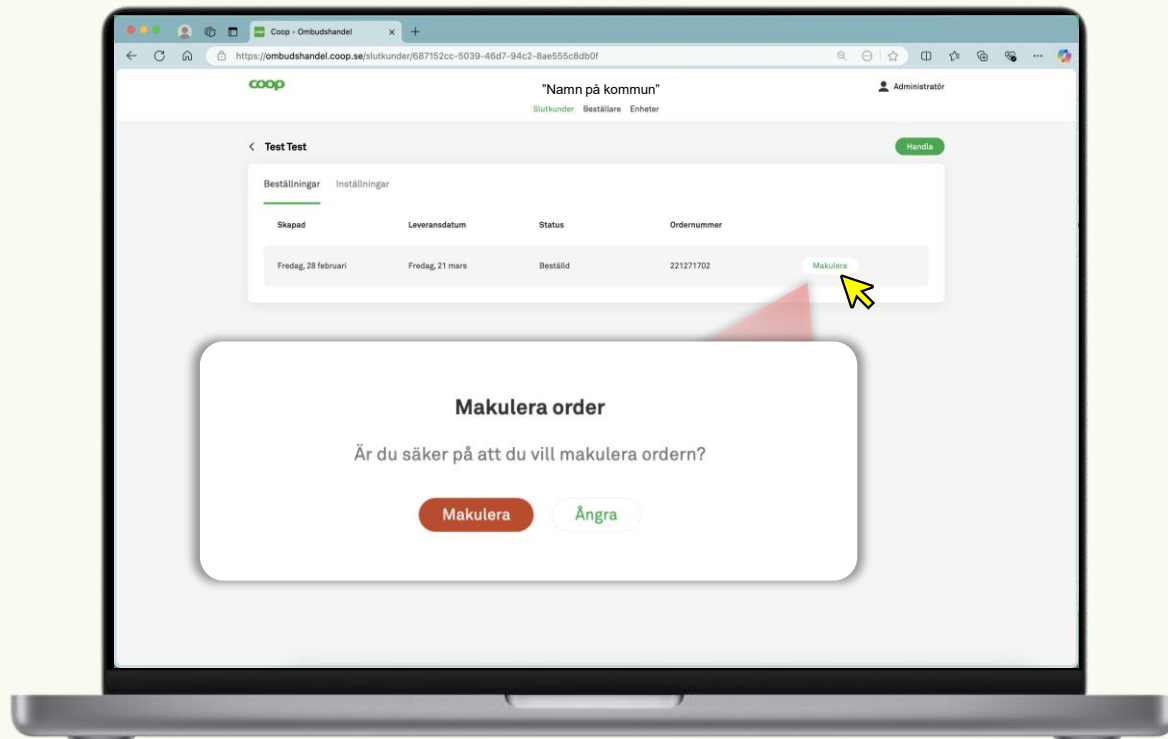 Coop - Ombudshandel
https://ombudshandel.coop.se/slutkunder/687152cc-5039-46d7-94c2-8ae555c8db0f
coop
"Namn på kommun"
Administratör
Slutkunder Beställare Enheter
Test Test
Handla
Beställningar Inställningar
Skapad Leveransdatum Status Ordernummer
Fredag, 28 februari Fredag, 21 mars Beställd 221271702 Makulera
Makulera order
Är du säker på att du vill makulera ordern?
Makulera Ångra